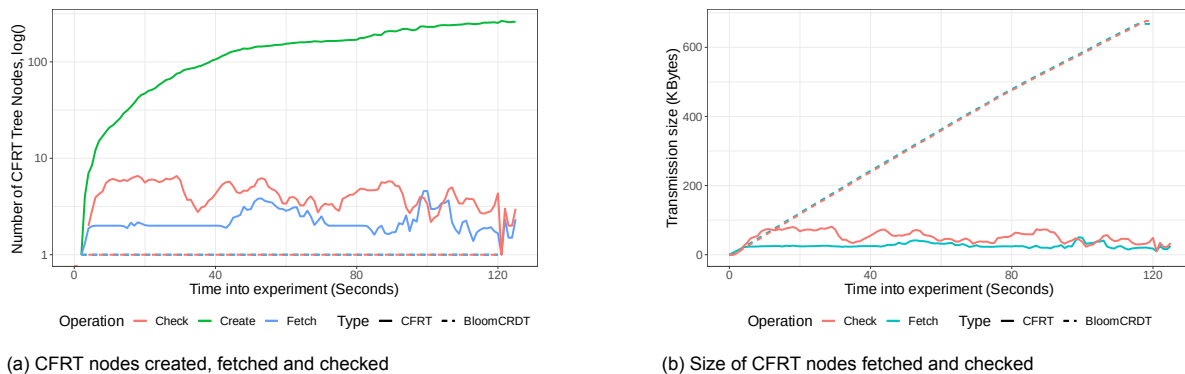 Number of CFRT Tree Nodes, log()
100
10
1
0
40
80
120
Time into experiment (Seconds)
Operation Check Create Fetch Type CFRT BloomCRDT
(a) CFRT nodes created, fetched and checked
Transmission size (KBytes)
600
400
200
0
0
40
80
120
Time into experiment (Seconds)
Operation Check Fetch Type CFRT BloomCRDT
(b) Size of CFRT nodes fetched and checked